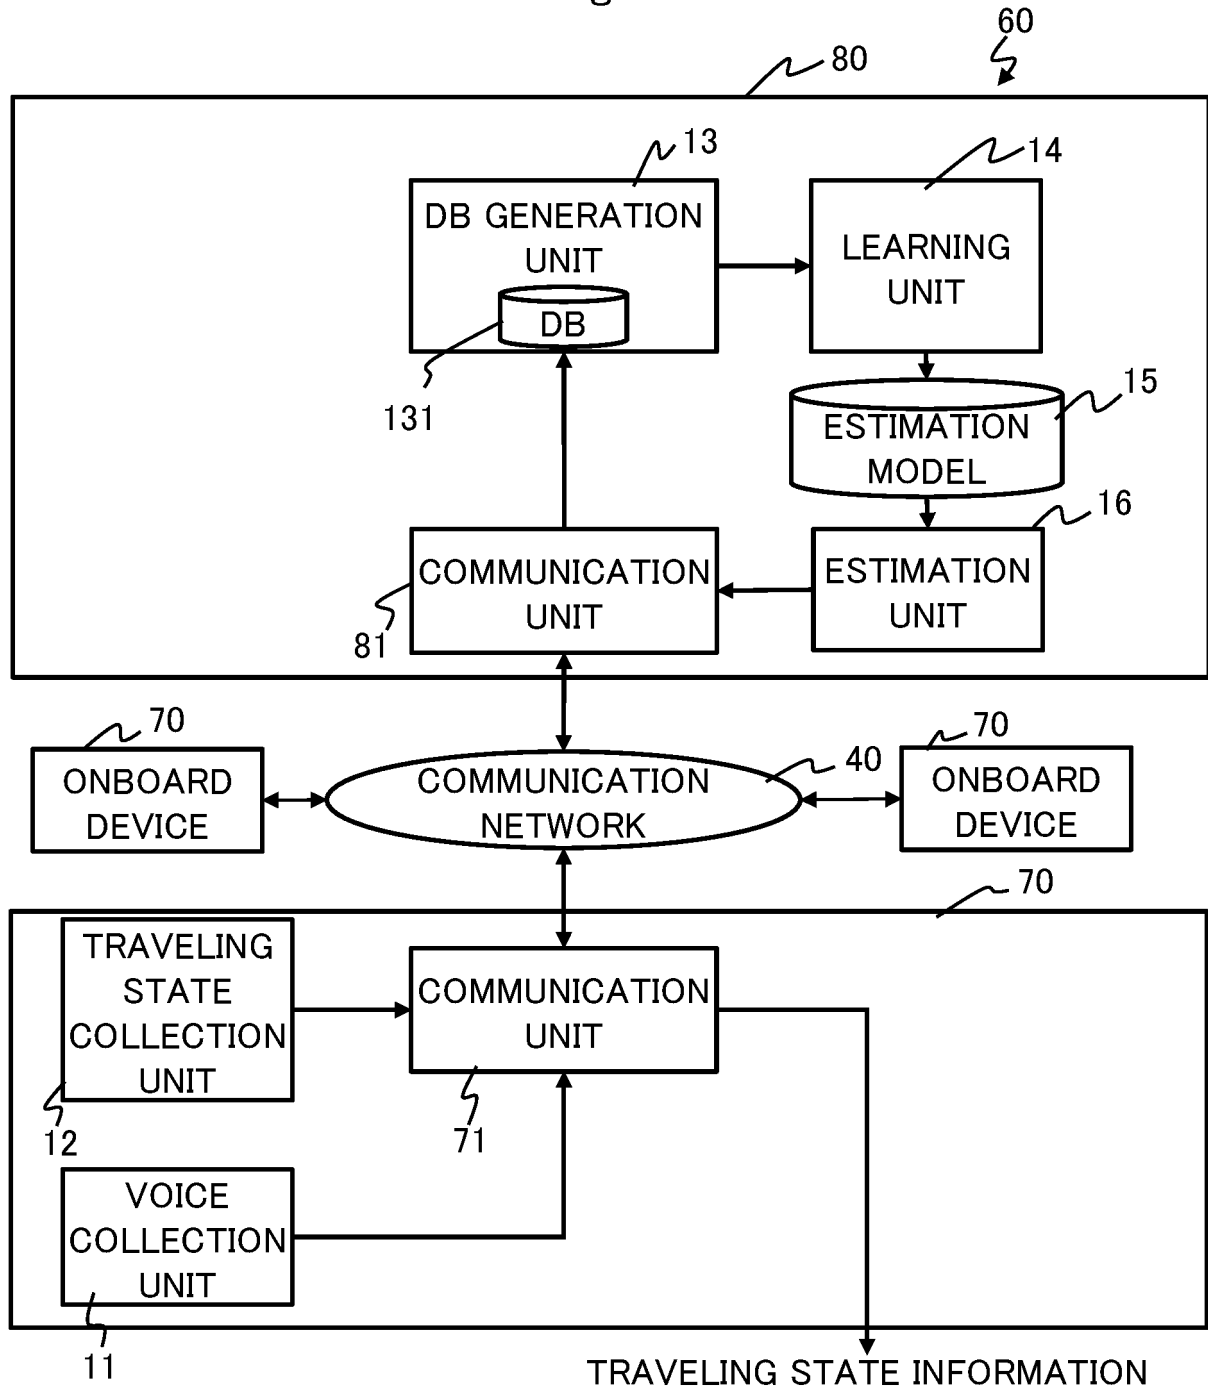 60
80
13
14
DB GENERATION
UNIT
LEARNING
UNIT
DB
131
15
ESTIMATION
MODEL
16
COMMUNICATION
UNIT
ESTIMATION
UNIT
81
70
70
40
ONBOARD
DEVICE
COMMUNICATION
NETWORK
ONBOARD
DEVICE
70
TRAVELING
STATE
COLLECTION
UNIT
COMMUNICATION
UNIT
12
71
VOICE
COLLECTION
UNIT
11
TRAVELING STATE INFORMATION